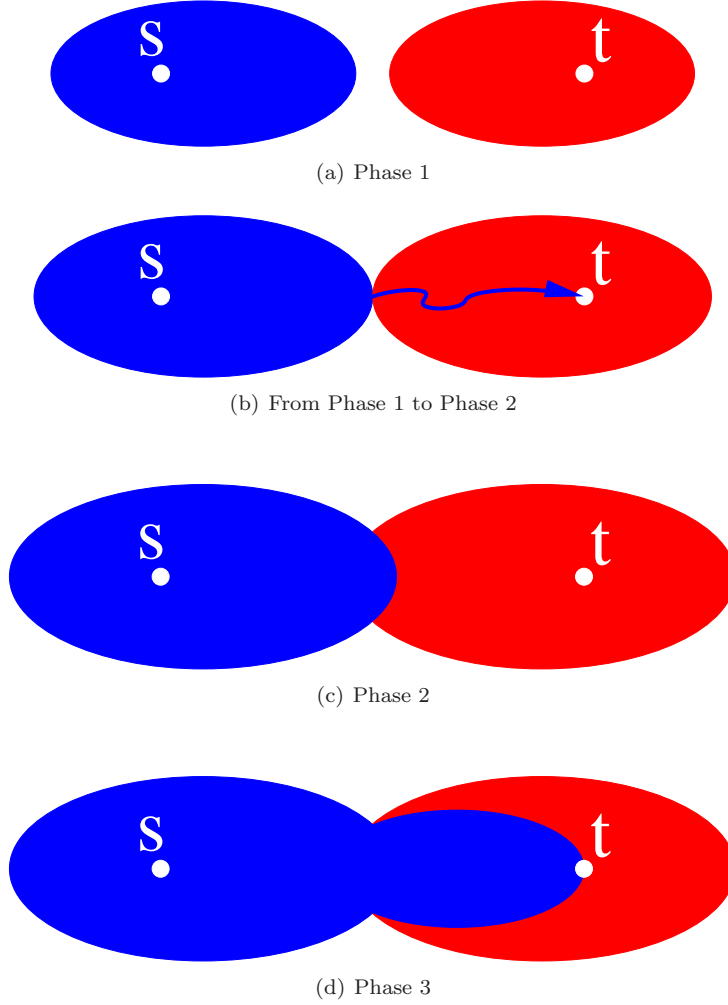 s t
(a) Phase 1
s t
(b) From Phase 1 to Phase 2
s t
(c) Phase 2
s t
(d) Phase 3